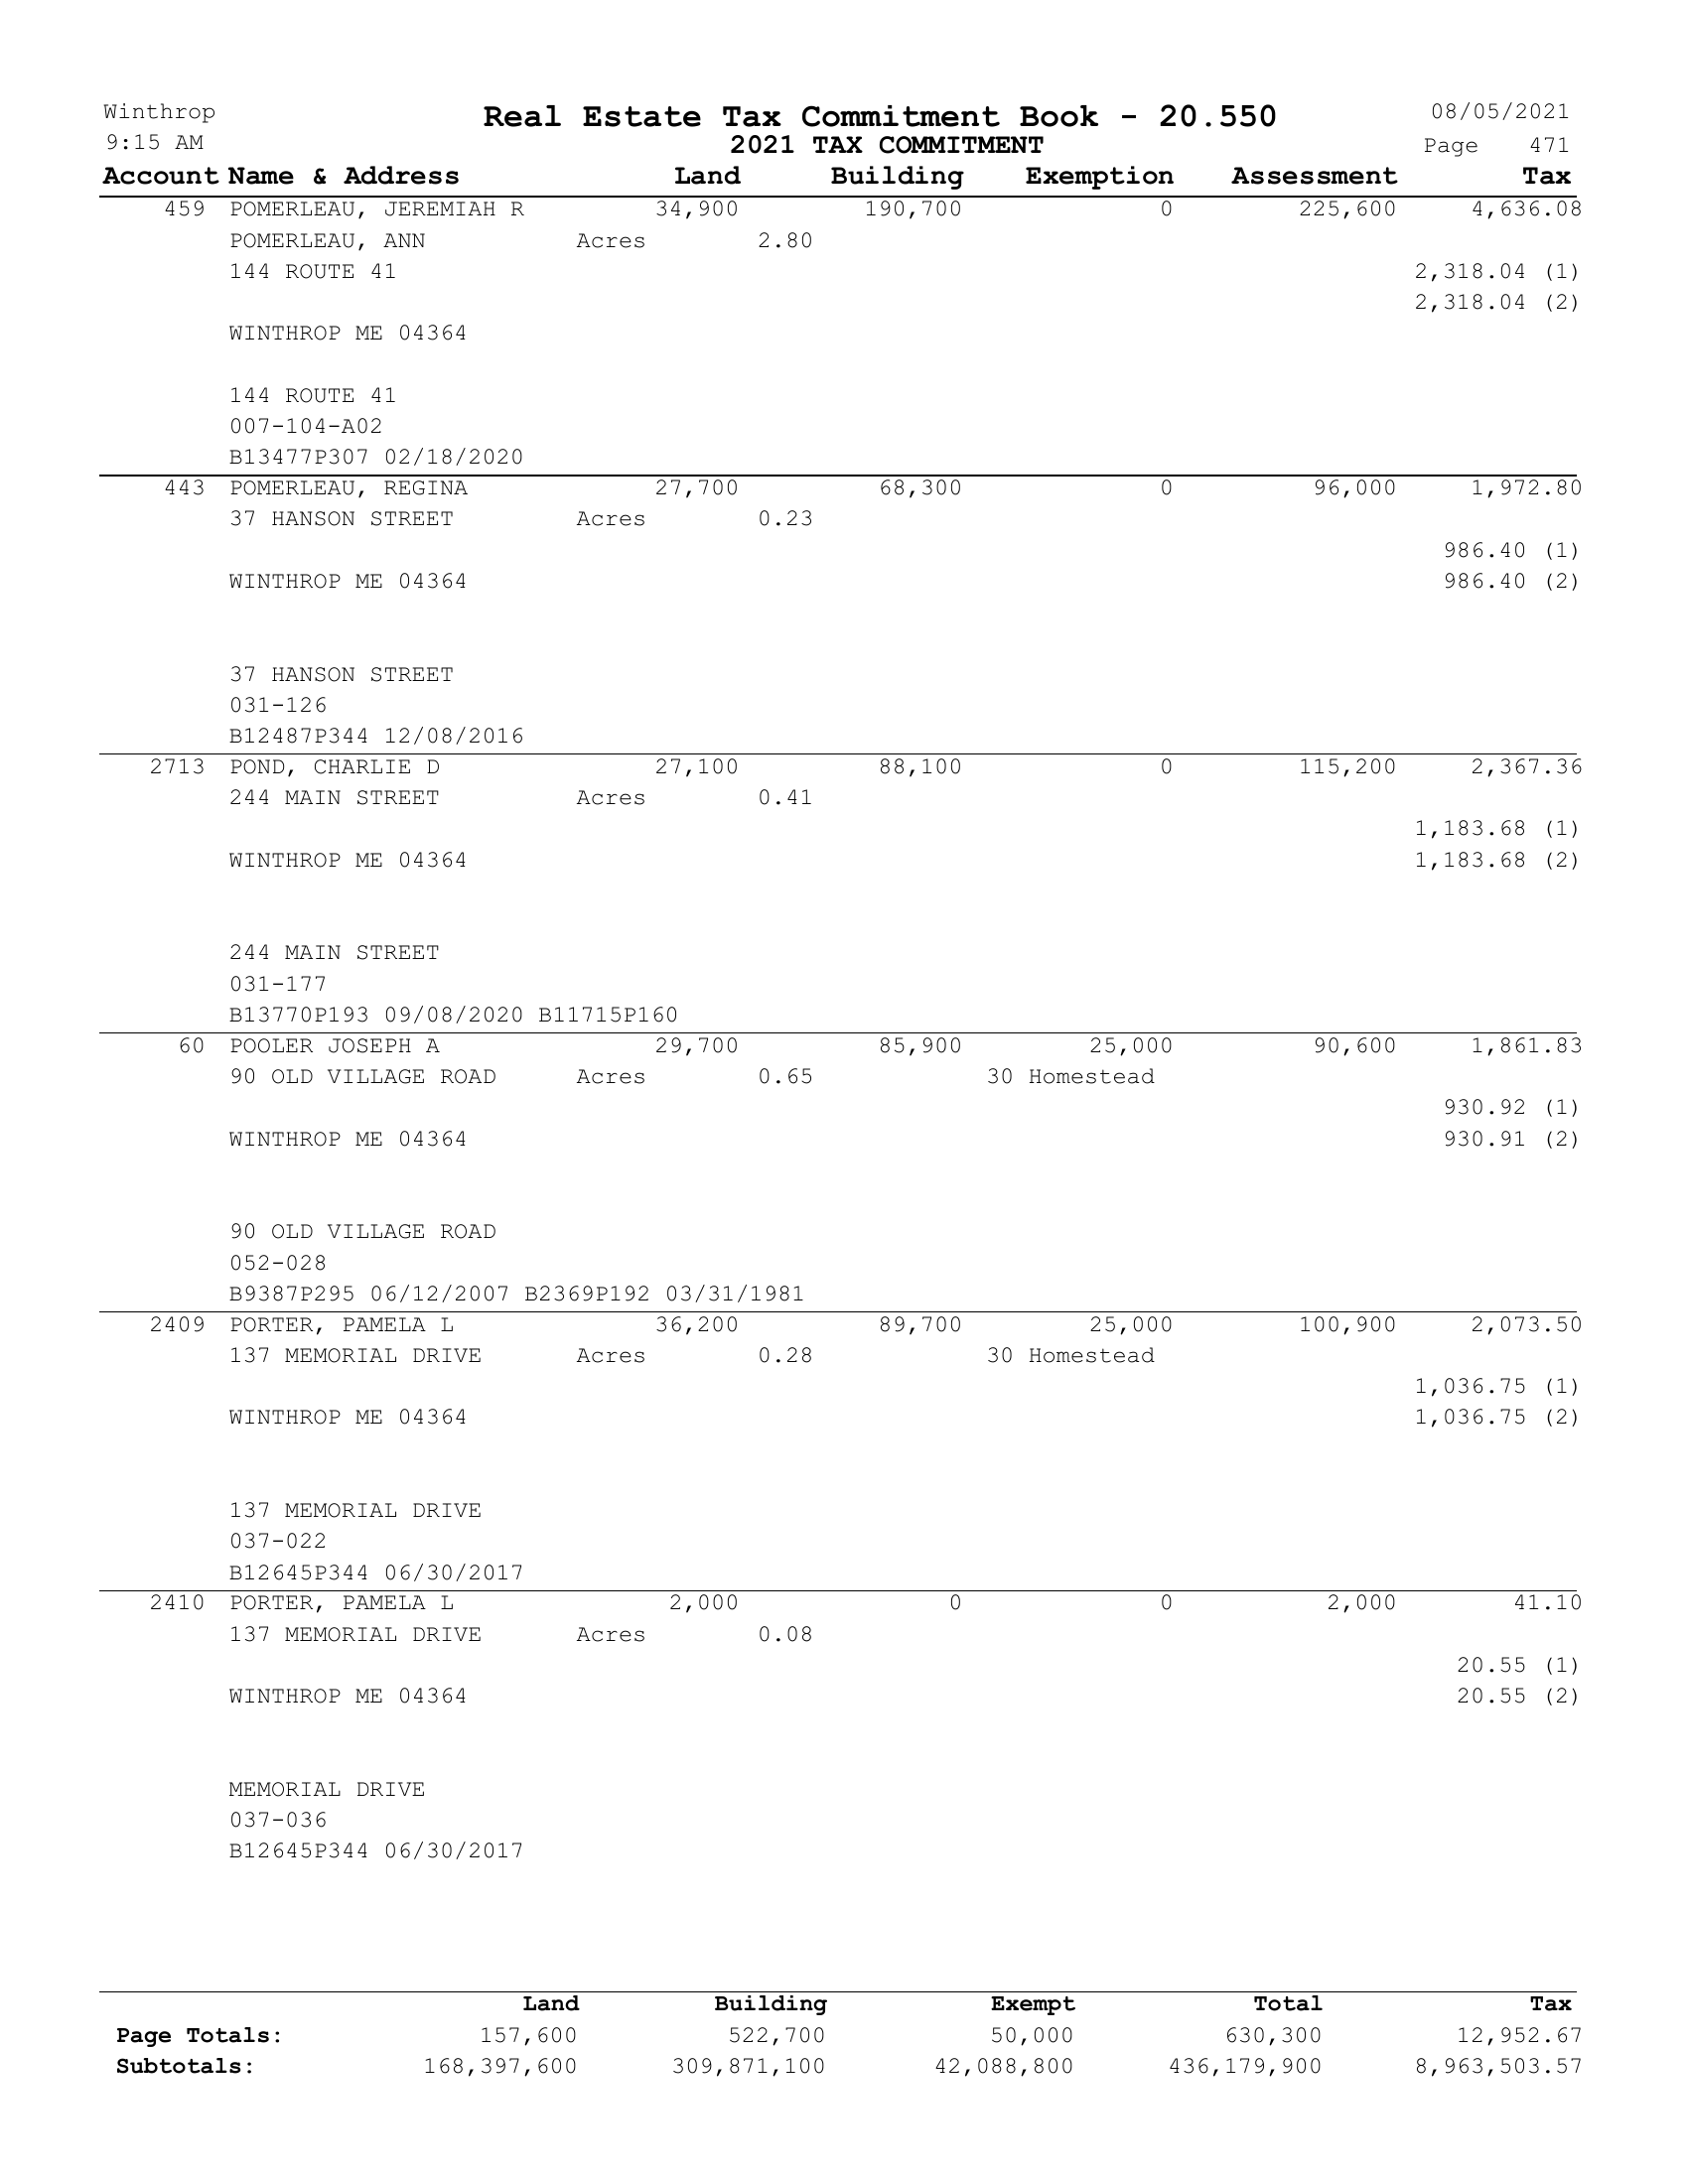 Winthrop Real Estate Tax Commitment Book - 20.550 08/05/2021
9:15 AM 2021 TAX COMMITMENT Page 471
Account Name & Address Land Building Exemption Assessment Tax
459 POMERLEAU, JEREMIAH R 34,900 190,700 0 225,600 4,636.08
POMERLEAU, ANN Acres 2.80
144 ROUTE 41 2,318.04 (1)
2,318.04 (2)
WINTHROP ME 04364
144 ROUTE 41
007-104-A02
B13477P307 02/18/2020
443 POMERLEAU, REGINA 27,700 68,300 0 96,000 1,972.80
37 HANSON STREET Acres 0.23
986.40 (1)
WINTHROP ME 04364 986.40 (2)
37 HANSON STREET
031-126
B12487P344 12/08/2016
2713 POND, CHARLIE D 27,100 88,100 0 115,200 2,367.36
244 MAIN STREET Acres 0.41
1,183.68 (1)
WINTHROP ME 04364 1,183.68 (2)
244 MAIN STREET
031-177
B13770P193 09/08/2020 B11715P160
60 POOLER JOSEPH A 29,700 85,900 25,000 90,600 1,861.83
90 OLD VILLAGE ROAD Acres 0.65 30 Homestead
930.92 (1)
WINTHROP ME 04364 930.91 (2)
90 OLD VILLAGE ROAD
052-028
B9387P295 06/12/2007 B2369P192 03/31/1981
2409 PORTER, PAMELA L 36,200 89,700 25,000 100,900 2,073.50
137 MEMORIAL DRIVE Acres 0.28 30 Homestead
1,036.75 (1)
WINTHROP ME 04364 1,036.75 (2)
137 MEMORIAL DRIVE
037-022
B12645P344 06/30/2017
2410 PORTER, PAMELA L 2,000 0 0 2,000 41.10
137 MEMORIAL DRIVE Acres 0.08
20.55 (1)
WINTHROP ME 04364 20.55 (2)
MEMORIAL DRIVE
037-036
B12645P344 06/30/2017
Land Building Exempt Total Tax
Page Totals: 157,600 522,700 50,000 630,300 12,952.67
Subtotals: 168,397,600 309,871,100 42,088,800 436,179,900 8,963,503.57